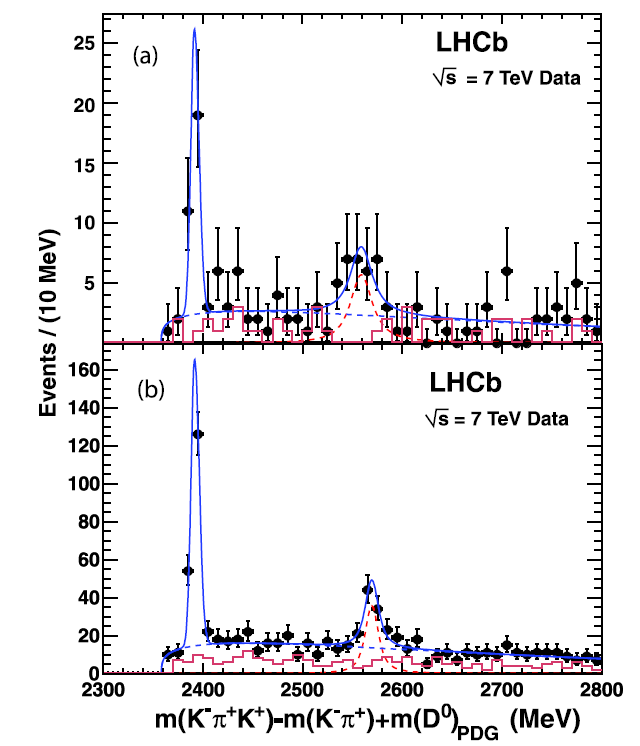 (a)
LHCb
√s = 7 TeV Data
25
20
15
10
5
Events / (10 MeV)
(b)
LHCb
√s = 7 TeV Data
160
140
120
100
80
60
40
20
0
2300 2400 2500 2600 2700 2800
m(K⁻π⁺K⁺)-m(K⁻π⁺)+m(D⁰)PDG (MeV)